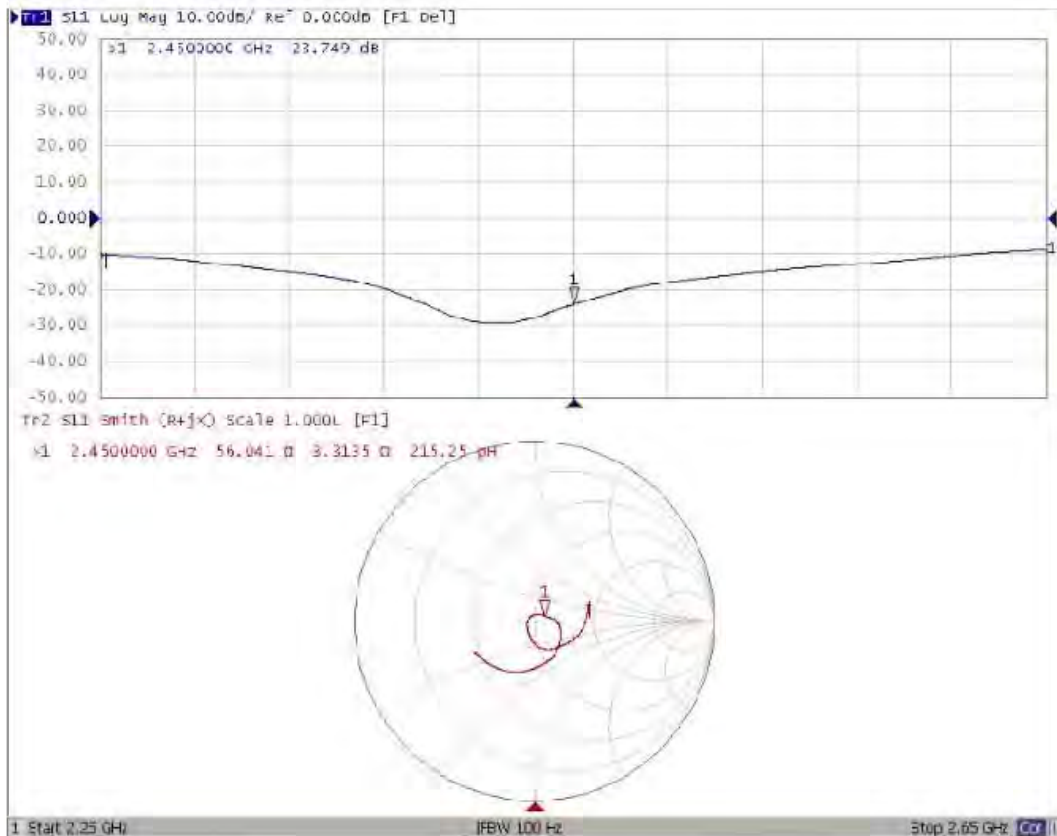 Tr1 S11 Log Mag 10.00dB/ Ref 0.000dB [F1 Del]
50.00
>1 2.4500000 GHz 23.749 dB
40.00
30.00
20.00
10.00
0.000
-10.00
1
1
-20.00
-30.00
-40.00
-50.00
Tr2 S11 Smith (R+jX) Scale 1.000U [F1]
>1 2.4500000 GHz 56.041 Ω 3.3135 Ω 215.25 pH
1
1 Start 2.25 GHz IFBW 100 Hz Stop 2.65 GHz Cor